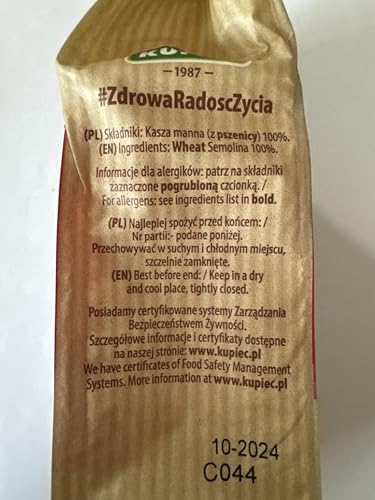 — 1987 —
#ZdrowaRadoscZycia
(PL) Składniki: Kasza manna (z pszenicy) 100%.
(EN) Ingredients: Wheat Semolina 100%.
Informacje dla alergików: patrz na składniki
zaznaczone pogrubioną czcionką. /
For allergens: see ingredients list in bold.
(PL) Najlepiej spożyć przed końcem: /
Nr partii:- podane poniżej.
Przechowywać w suchym i chłodnym miejscu,
szczelnie zamknięte.
(EN) Best before end: / Keep in a dry
and cool place, tightly closed.
Posiadamy certyfikowane systemy Zarządzania
Bezpieczeństwem Żywności.
Szczegółowe informacje i certyfikaty dostępne
na naszej stronie: www.kupiec.pl
We have certificates of Food Safety Management
Systems. More information at www.kupiec.pl
10-2024
C044